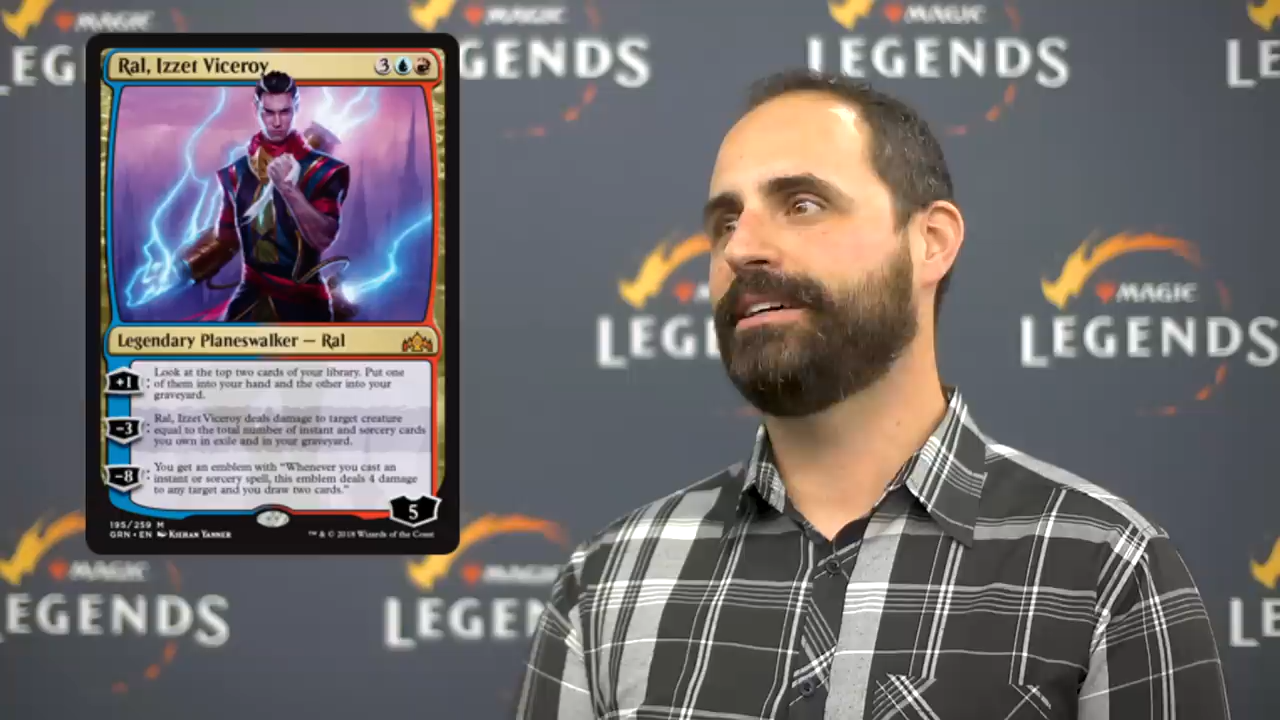 Ral, Izzet Viceroy 3
Legendary Planeswalker — Ral
+1 : Look at the top two cards of your library. Put one
of them into your hand and the other into your
graveyard.
-3 : Ral, Izzet Viceroy deals damage to target creature
equal to the total number of instant and sorcery cards
you own in exile and in your graveyard.
-8 : You get an emblem with “Whenever you cast an
instant or sorcery spell, this emblem deals 4 damage
to any target and you draw two cards.”
5
195/259 M
GRN • EN KIERAN YANNER
™ & © 2018 Wizards of the Coast
MAGIC
LEGENDS
MAGIC
LEGENDS
MAGIC
LEGENDS
MAGIC
LEGENDS
MAGIC
LEGENDS
MAGIC
LEGENDS
MAGIC
LEGE
LE
LE